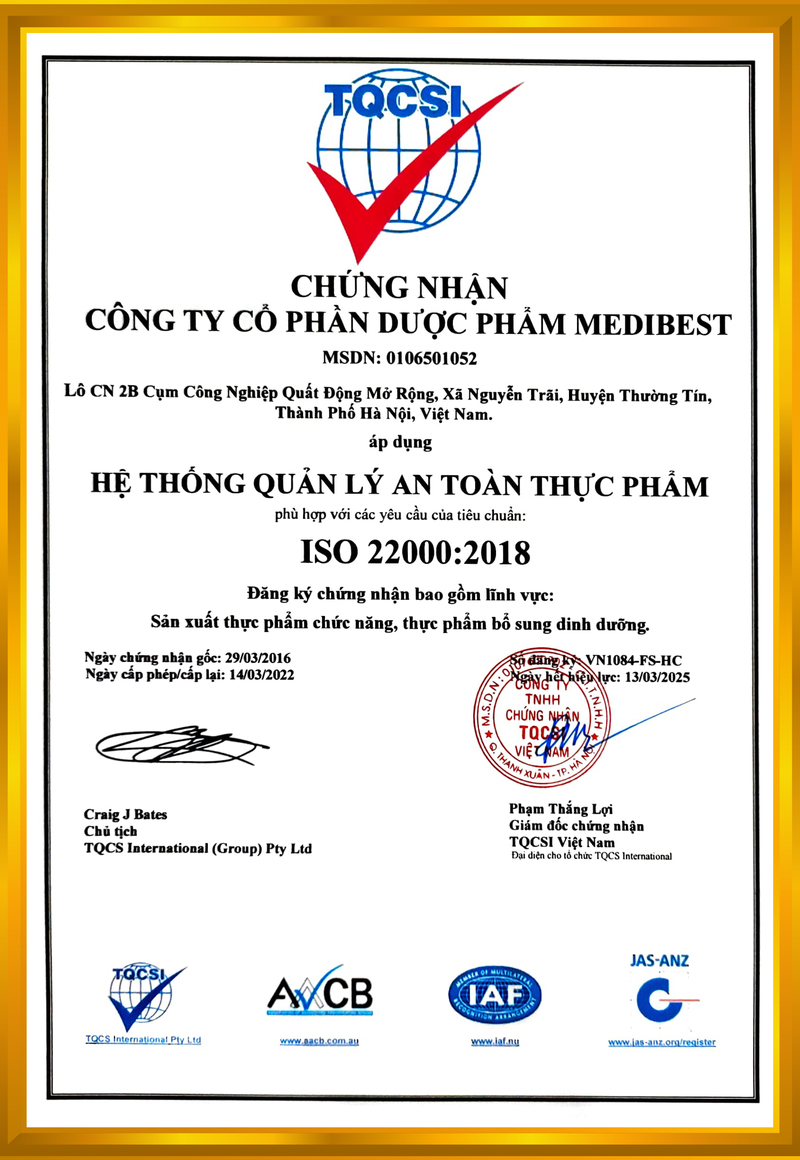 TQCSI
CHỨNG NHẬN
CÔNG TY CỔ PHẦN DƯỢC PHẨM MEDIBEST
MSDN: 0106501052
Lô CN 2B Cụm Công Nghiệp Quất Động Mở Rộng, Xã Nguyễn Trãi, Huyện Thường Tín,
Thành Phố Hà Nội, Việt Nam.
áp dụng
HỆ THỐNG QUẢN LÝ AN TOÀN THỰC PHẨM
phù hợp với các yêu cầu của tiêu chuẩn:
ISO 22000:2018
Đăng ký chứng nhận bao gồm lĩnh vực:
Sản xuất thực phẩm chức năng, thực phẩm bổ sung dinh dưỡng.
Ngày chứng nhận gốc: 29/03/2016
Ngày cấp phép/cấp lại: 14/03/2022
Số đăng ký: VN1084-FS-HC
Ngày hết hiệu lực: 13/03/2025
M.S.D.N: C.T.T.N.H.H
CÔNG TY
TNHH
CHỨNG NHẬN
TQCSI
VIỆT NAM
Q. THANH XUÂN - TP. HÀ NỘI
Craig J Bates
Chủ tịch
TQCS International (Group) Pty Ltd
Phạm Thắng Lợi
Giám đốc chứng nhận
TQCSI Việt Nam
Đại diện cho tổ chức TQCS International
TQCSI
TQCS International Pty Ltd
AACB
www.aacb.com.au
MEMBER OF MULTILATERAL
IAF
RECOGNITION ARRANGEMENT
www.iaf.nu
JAS-ANZ
www.jas-anz.org/register